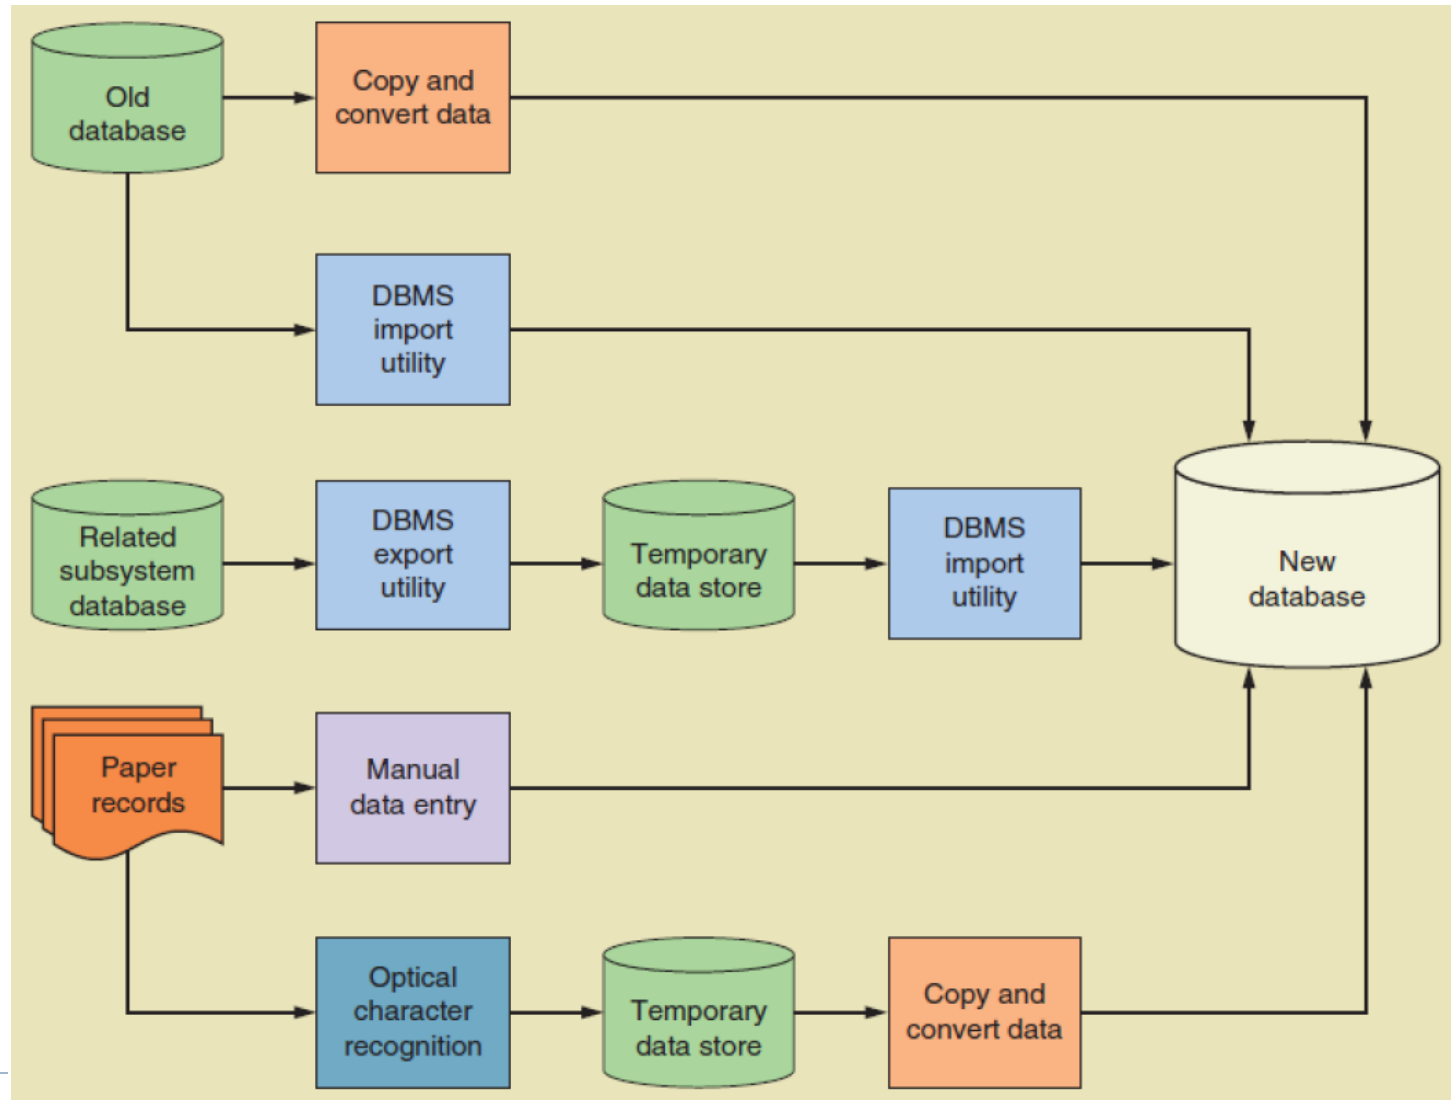 Old
database
Copy and
convert data
DBMS
import
utility
Related
subsystem
database
DBMS
export
utility
Temporary
data store
DBMS
import
utility
New
database
Paper
records
Manual
data entry
Optical
character
recognition
Temporary
data store
Copy and
convert data